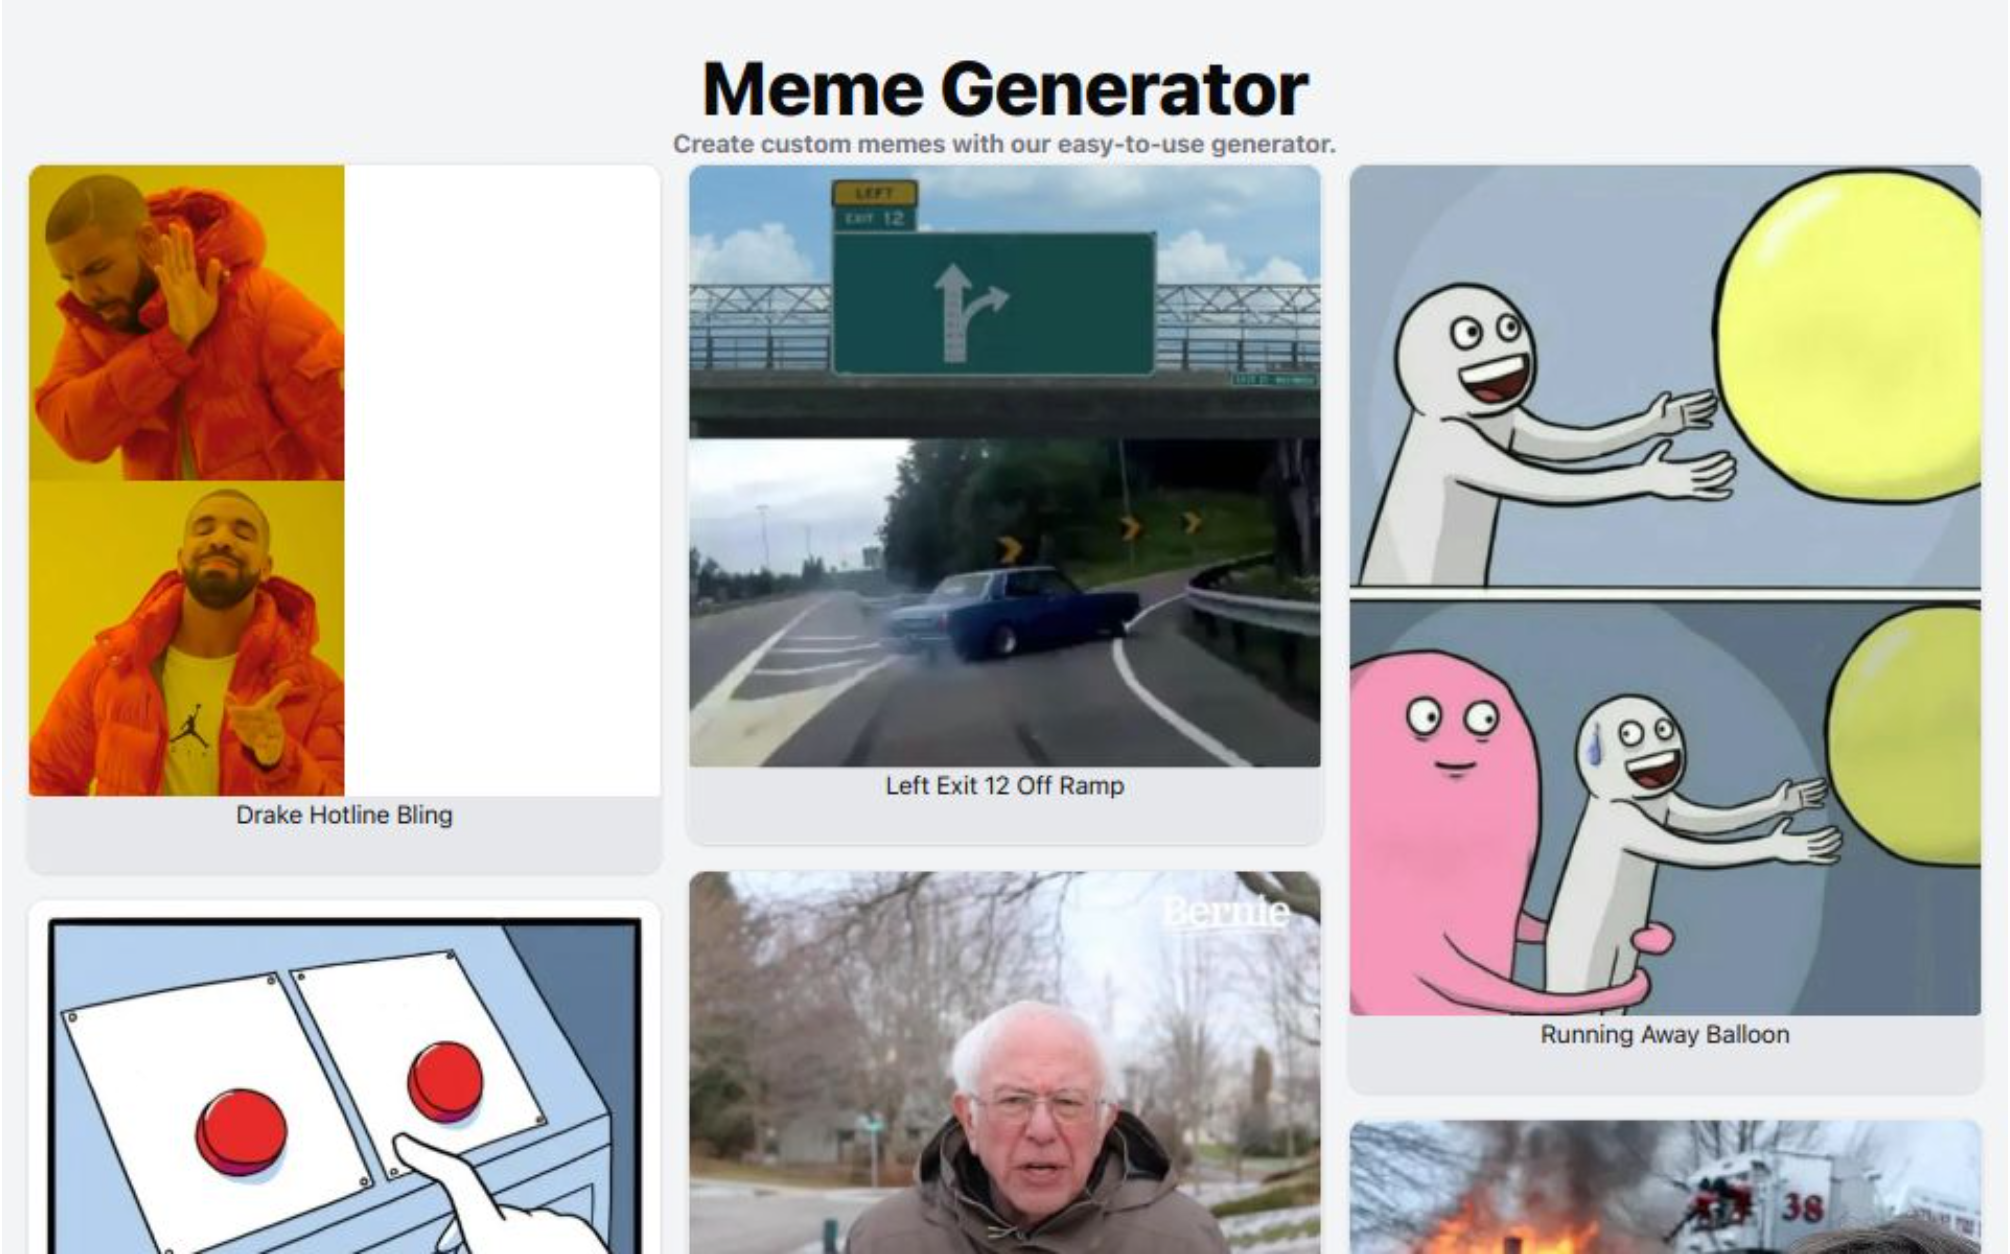 Meme Generator
Create custom memes with our easy-to-use generator.
LEFT
EXIT 12
Drake Hotline Bling
Left Exit 12 Off Ramp
Running Away Balloon
Bernie
38